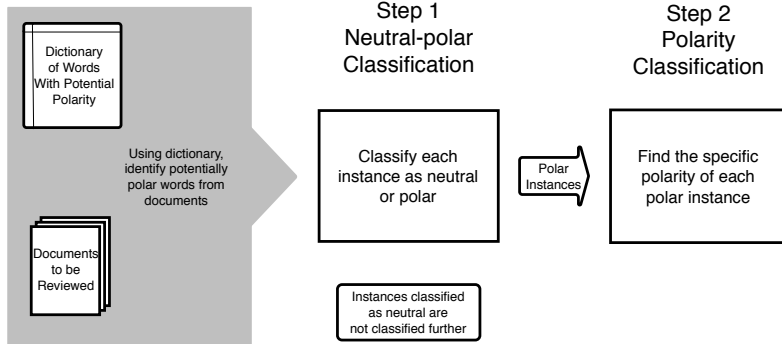 Dictionary
of Words
With Potential
Polarity
Using dictionary,
identify potentially
polar words from
documents
Documents
to be
Reviewed
Step 1
Neutral-polar
Classification
Classify each
instance as neutral
or polar
Instances classified
as neutral are
not classified further
Polar
Instances
Step 2
Polarity
Classification
Find the specific
polarity of each
polar instance